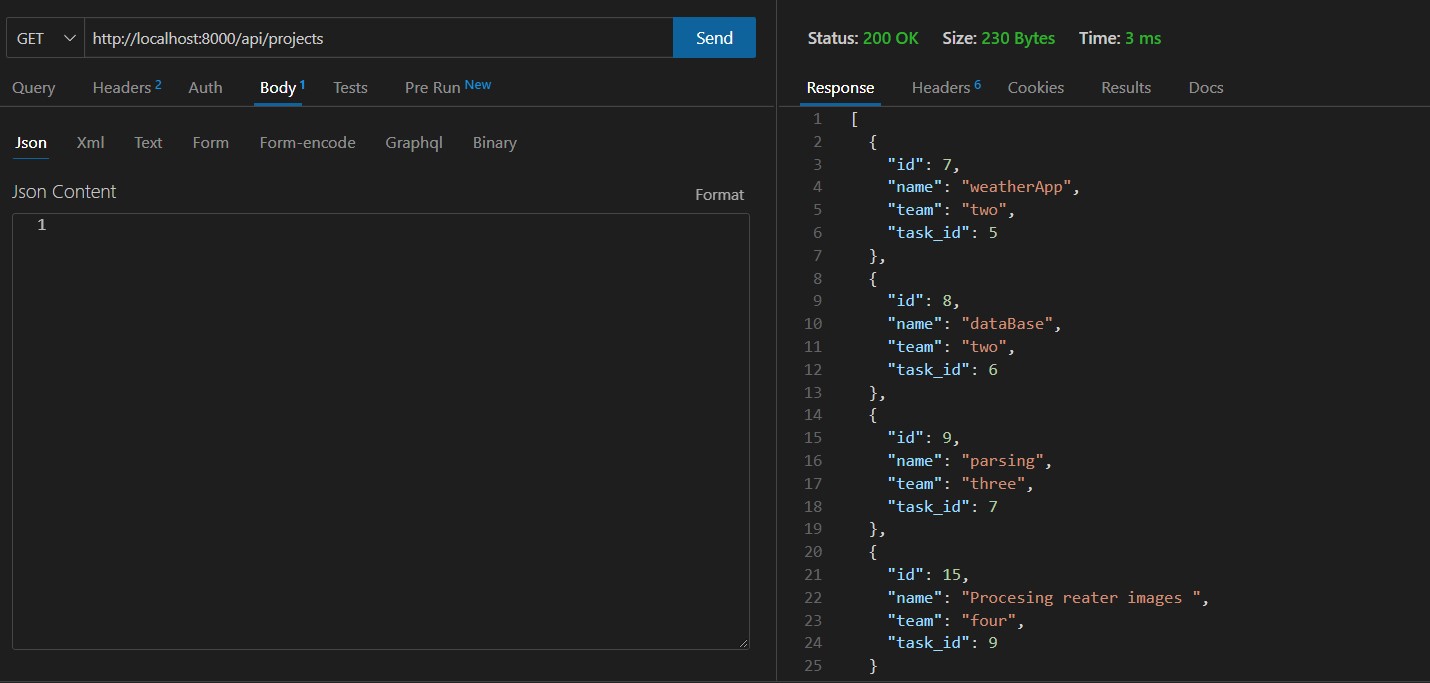 GET http://localhost:8000/api/projects Send
Query Headers 2 Auth Body 1 Tests Pre Run New
Json Xml Text Form Form-encode Graphql Binary
Json Content Format
1
Status: 200 OK Size: 230 Bytes Time: 3 ms
Response Headers 6 Cookies Results Docs
1 [
2 {
3 "id": 7,
4 "name": "weatherApp",
5 "team": "two",
6 "task_id": 5
7 },
8 {
9 "id": 8,
10 "name": "dataBase",
11 "team": "two",
12 "task_id": 6
13 },
14 {
15 "id": 9,
16 "name": "parsing",
17 "team": "three",
18 "task_id": 7
19 },
20 {
21 "id": 15,
22 "name": "Procesing reater images ",
23 "team": "four",
24 "task_id": 9
25 }